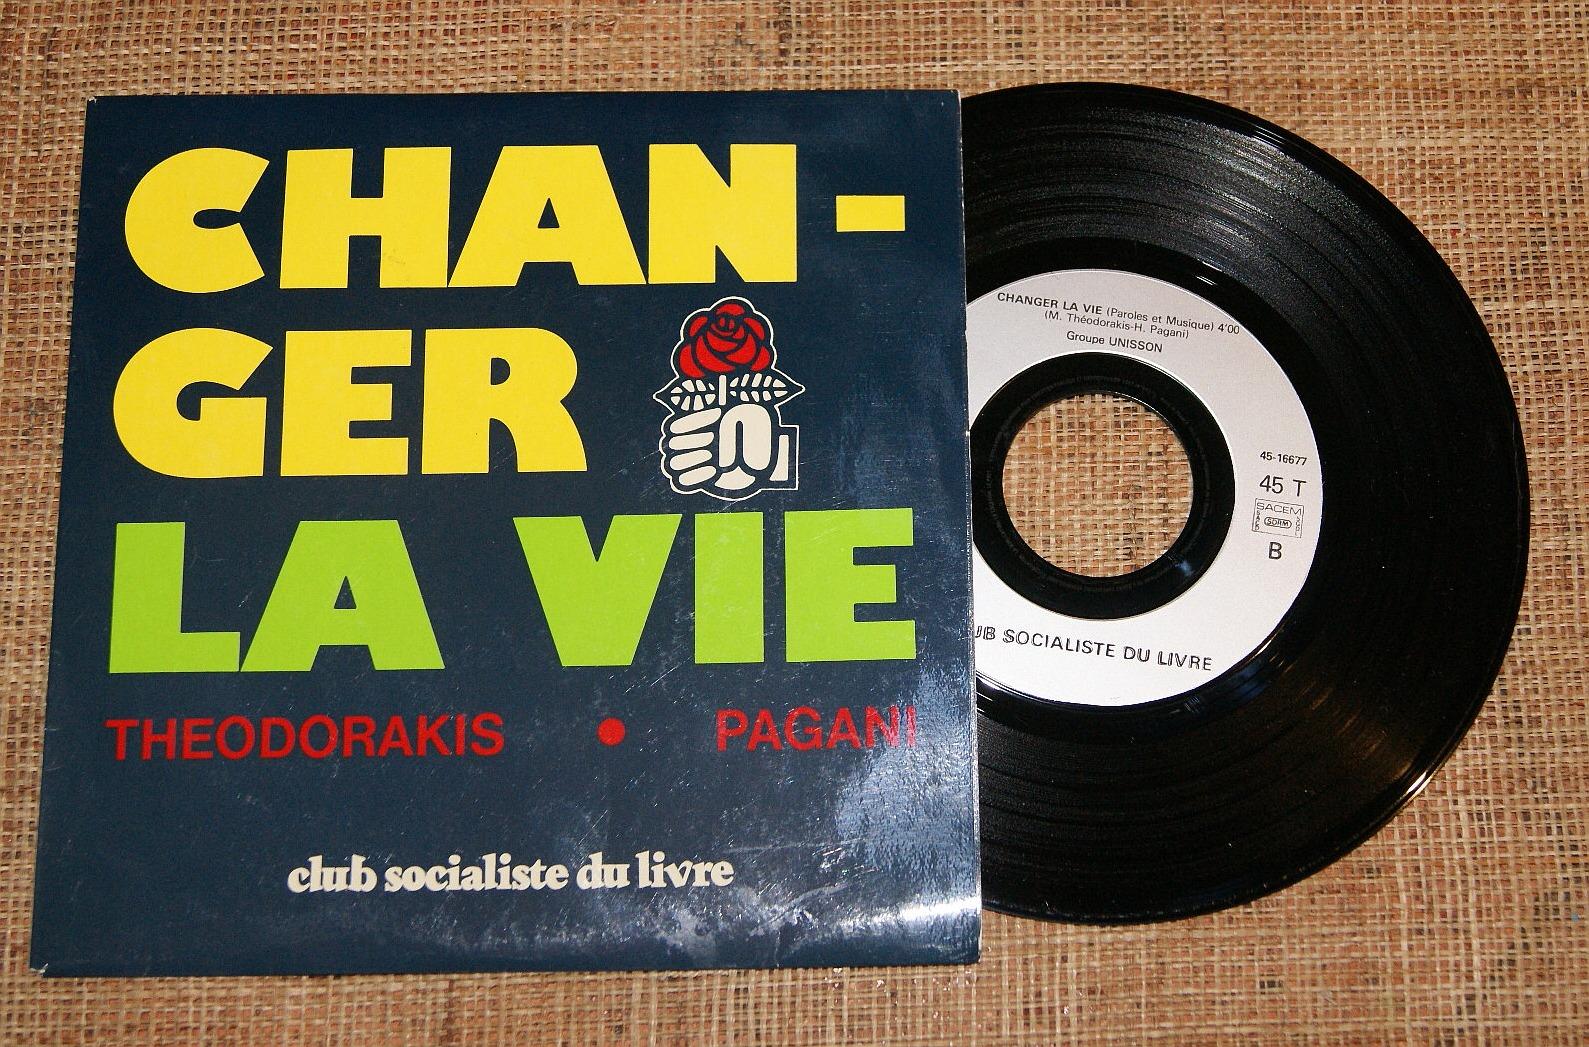 CHAN-
GER
LA VIE
THEODORAKIS • PAGANI
club socialiste du livre
CHANGER LA VIE (Paroles et Musique) 4'00
(M. Théodorakis-H. Pagani)
Groupe UNISSON
45-16677
45 T
SACEM
SDRM
B
SOCIALISTE DU LIVRE